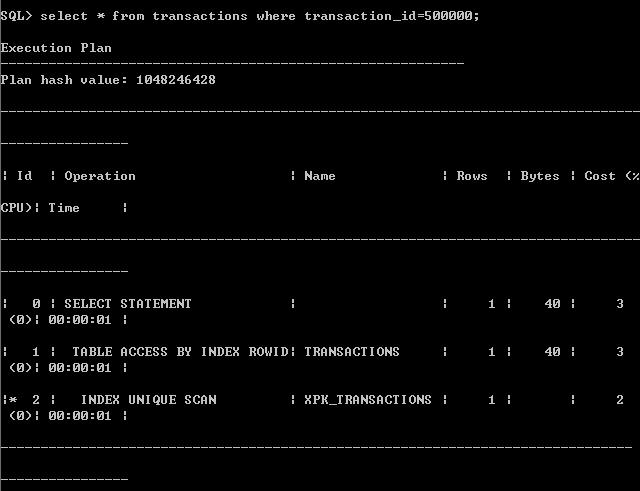 SQL> select * from transactions where transaction_id=500000;
Execution Plan
----------------------------------------------------------
Plan hash value: 1048246428
--------------------------------------------------------------------------------
----------------
| Id  | Operation                   | Name             | Rows  | Bytes | Cost (%
CPU)| Time     |
--------------------------------------------------------------------------------
----------------
|   0 | SELECT STATEMENT            |                  |     1 |    40 |     3
 (0)| 00:00:01 |
|   1 |  TABLE ACCESS BY INDEX ROWID| TRANSACTIONS     |     1 |    40 |     3
 (0)| 00:00:01 |
|*  2 |   INDEX UNIQUE SCAN         | XPK_TRANSACTIONS |     1 |       |     2
 (0)| 00:00:01 |
-------------------------------------------------------------------------------
----------------